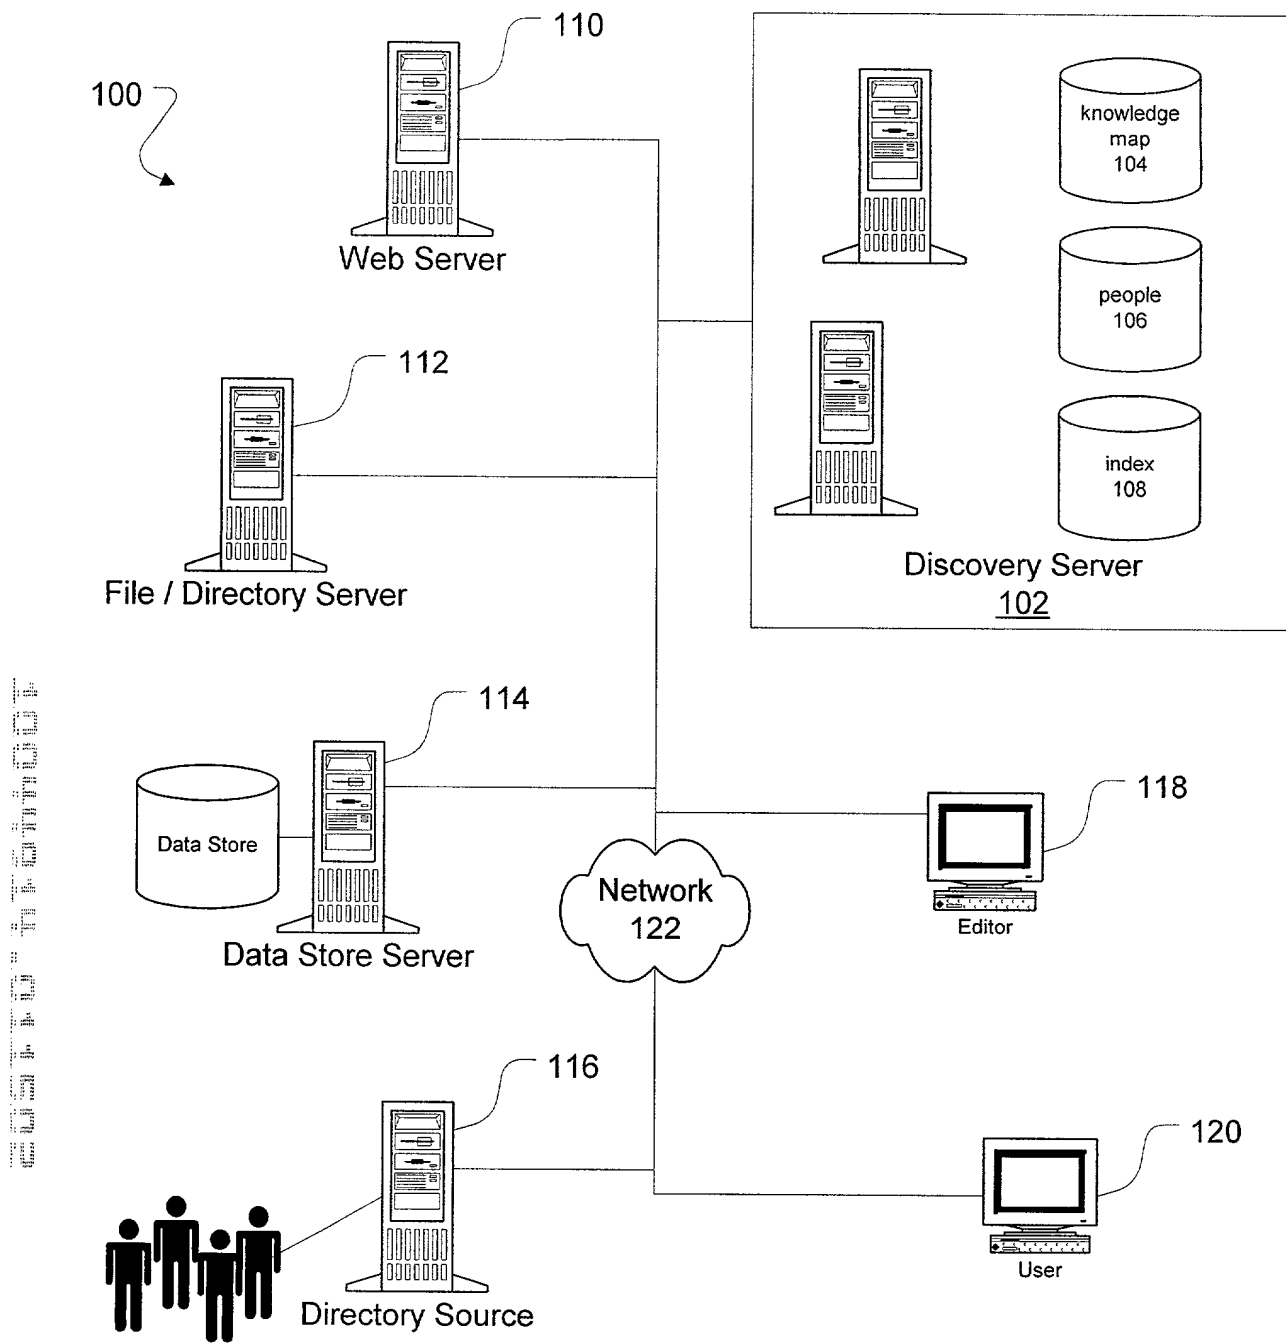 110
100
knowledge
map
104
Web Server
people
106
112
index
108
Discovery Server
102
File / Directory Server
114
118
Data Store
Network
122
Editor
Data Store Server
116
120
User
Directory Source